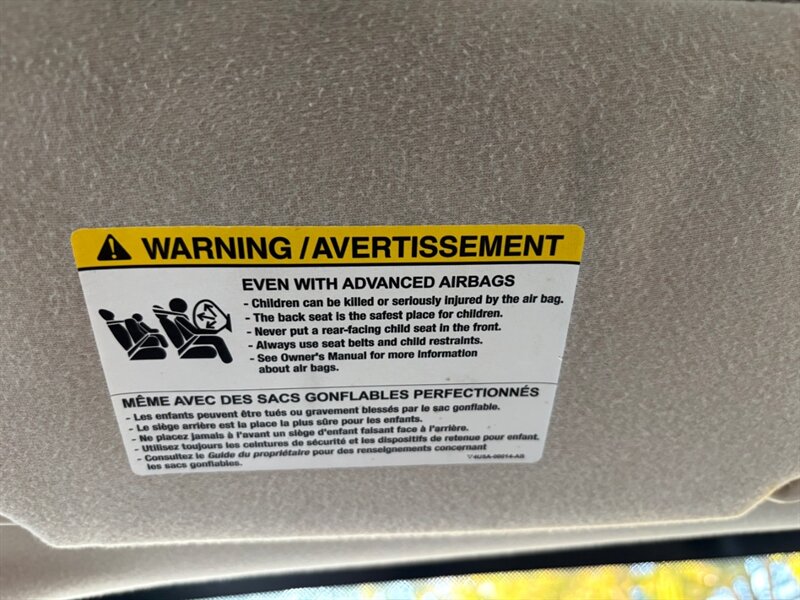 WARNING / AVERTISSEMENT
EVEN WITH ADVANCED AIRBAGS
- Children can be killed or seriously injured by the air bag.
- The back seat is the safest place for children.
- Never put a rear-facing child seat in the front.
- Always use seat belts and child restraints.
- See Owner's Manual for more information
about air bags.
MÊME AVEC DES SACS GONFLABLES PERFECTIONNÉS
- Les enfants peuvent être tués ou gravement blessés par le sac gonflable.
- Le siège arrière est la place la plus sûre pour les enfants.
- Ne placez jamais à l'avant un siège d'enfant faisant face à l'arrière.
- Utilisez toujours les ceintures de sécurité et les dispositifs de retenue pour enfant.
- Consultez le Guide du propriétaire pour des renseignements concernant
les sacs gonflables.